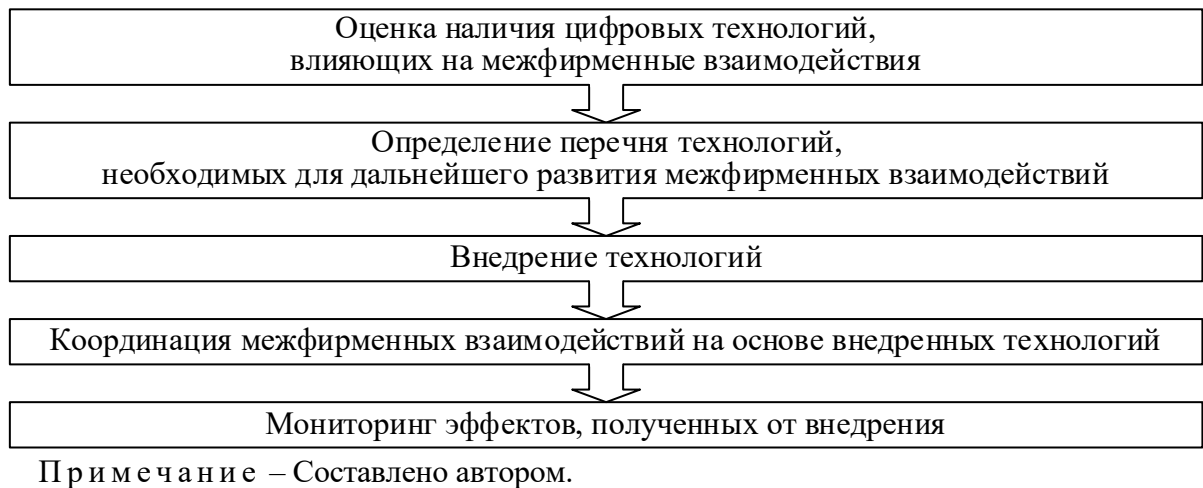 Оценка наличия цифровых технологий,
влияющих на межфирменные взаимодействия
Определение перечня технологий,
необходимых для дальнейшего развития межфирменных взаимодействий
Внедрение технологий
Координация межфирменных взаимодействий на основе внедренных технологий
Мониторинг эффектов, полученных от внедрения
Примечание – Составлено автором.